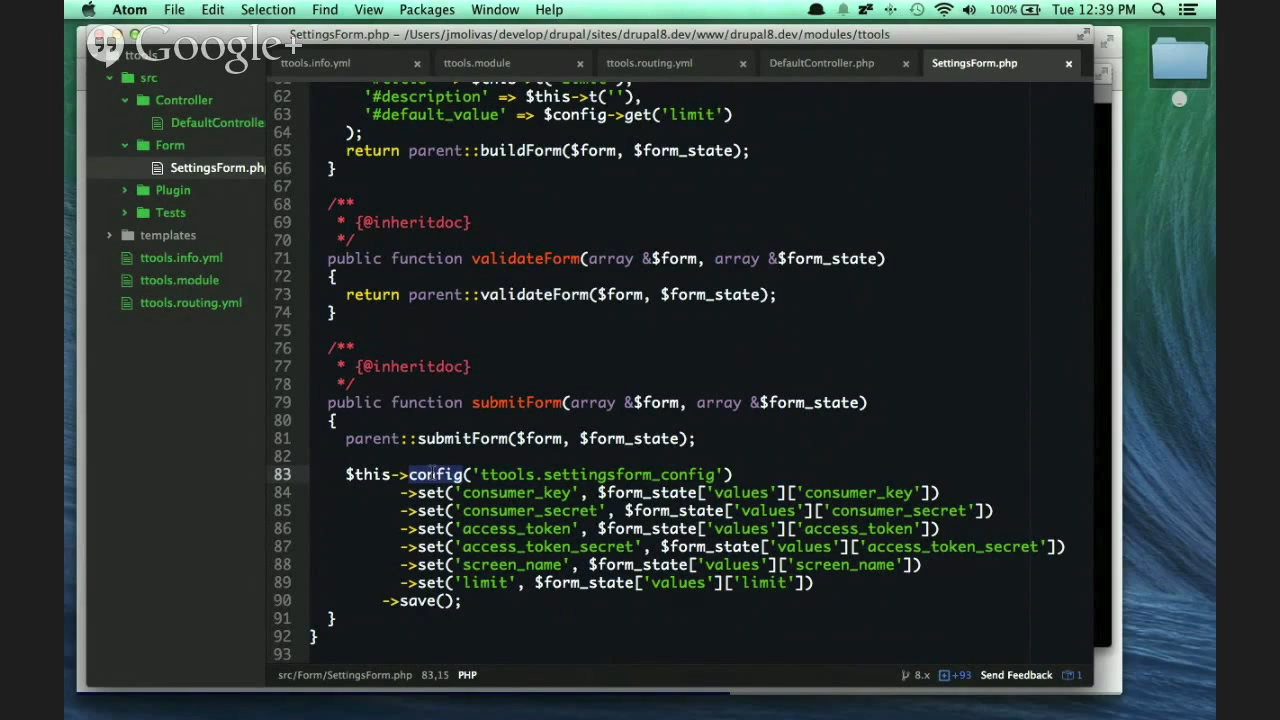 Atom File Edit Selection Find View Packages Window Help 100% Tue 12:39 PM
SettingsForm.php – /Users/jmolivas/develop/drupal/sites/drupal8.dev/www/drupal8.dev/modules/ttools
Google+
ttools
ttools.info.yml ttools.module ttools.routing.yml DefaultController.php SettingsForm.php
src
Controller
DefaultControlle
Form
SettingsForm.php
Plugin
Tests
templates
ttools.info.yml
ttools.module
ttools.routing.yml
62 '#description' => $this->t(''),
63 '#default_value' => $config->get('limit')
64 );
65 return parent::buildForm($form, $form_state);
66 }
67
68 /**
69 * {@inheritdoc}
70 */
71 public function validateForm(array &$form, array &$form_state)
72 {
73 return parent::validateForm($form, $form_state);
74 }
75
76 /**
77 * {@inheritdoc}
78 */
79 public function submitForm(array &$form, array &$form_state)
80 {
81 parent::submitForm($form, $form_state);
82
83 $this->config('ttools.settingsform_config')
84 ->set('consumer_key', $form_state['values']['consumer_key'])
85 ->set('consumer_secret', $form_state['values']['consumer_secret'])
86 ->set('access_token', $form_state['values']['access_token'])
87 ->set('access_token_secret', $form_state['values']['access_token_secret'])
88 ->set('screen_name', $form_state['values']['screen_name'])
89 ->set('limit', $form_state['values']['limit'])
90 ->save();
91 }
92 }
93
src/Form/SettingsForm.php 83,15 PHP 8.x +93 Send Feedback 1